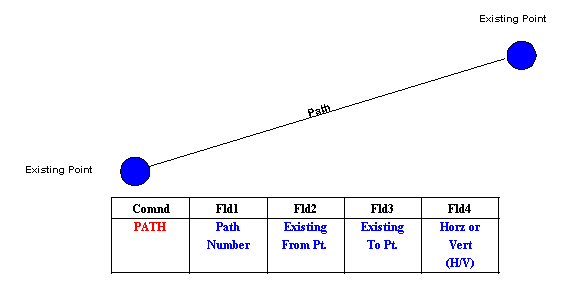 Existing Point
Path
Existing Point
Comnd Fld1 Fld2 Fld3 Fld4
PATH Path Existing Existing Horz or
Number From Pt. To Pt. Vert
(H/V)